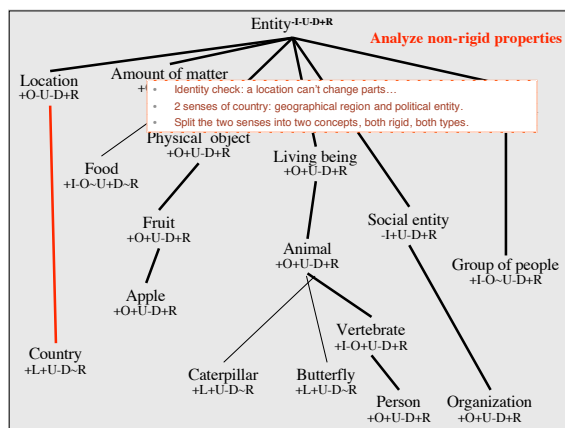 Entity-I-U-D+R
Analyze non-rigid properties
Location
+O-U-D+R
Amount of matter
+O
• Identity check: a location can't change parts…
• 2 senses of country: geographical region and political entity.
• Split the two senses into two concepts, both rigid, both types.
Physical object
+O+U-D+R
Living being
+O+U-D+R
Food
+I-O~U+D~R
Fruit
+O+U-D+R
Social entity
-I+U-D+R
Animal
+O+U-D+R
Group of people
+I-O~U-D+R
Apple
+O+U-D+R
Vertebrate
+I-O+U-D+R
Country
+L+U-D~R
Caterpillar
+L+U-D~R
Butterfly
+L+U-D~R
Person
+O+U-D+R
Organization
+O+U-D+R